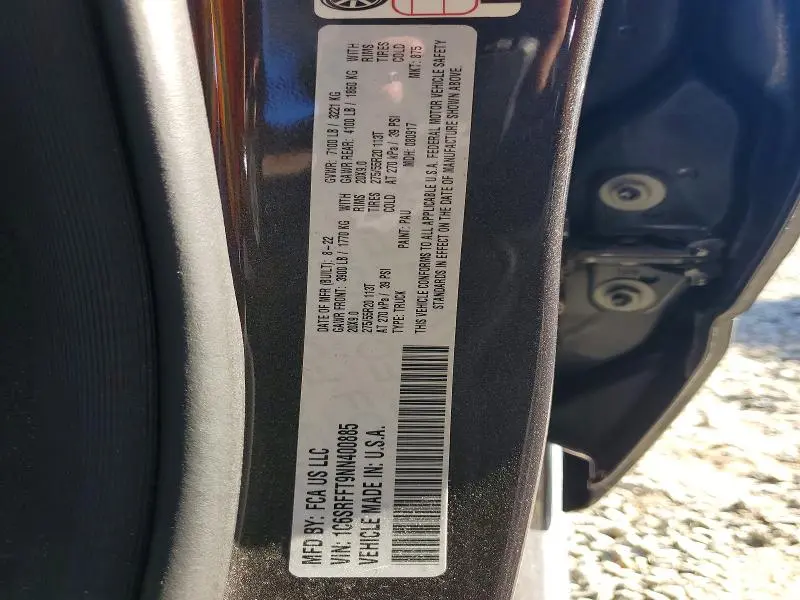 MFD BY: FCA US LLC
VIN: 1C6SRFFT9NN400885
VEHICLE MADE IN: U.S.A.
DATE OF MFR (BUILT): 8-22
GAWR FRONT: 3900 LB / 1770 KG WITH
20X9.0 RIMS
275/55R20 113T TIRES
AT 270 kPa / 39 PSI COLD
TYPE: TRUCK PAINT: PAU
GVWR: 7100 LB / 3221 KG
GAWR REAR: 4100 LB / 1860 KG WITH
20X9.0 RIMS
275/55R20 113T TIRES
AT 270 kPa / 39 PSI COLD
MDH: 080917 MKT: 875
THIS VEHICLE CONFORMS TO ALL APPLICABLE U.S.A. FEDERAL MOTOR VEHICLE SAFETY
STANDARDS IN EFFECT ON THE DATE OF MANUFACTURE SHOWN ABOVE.